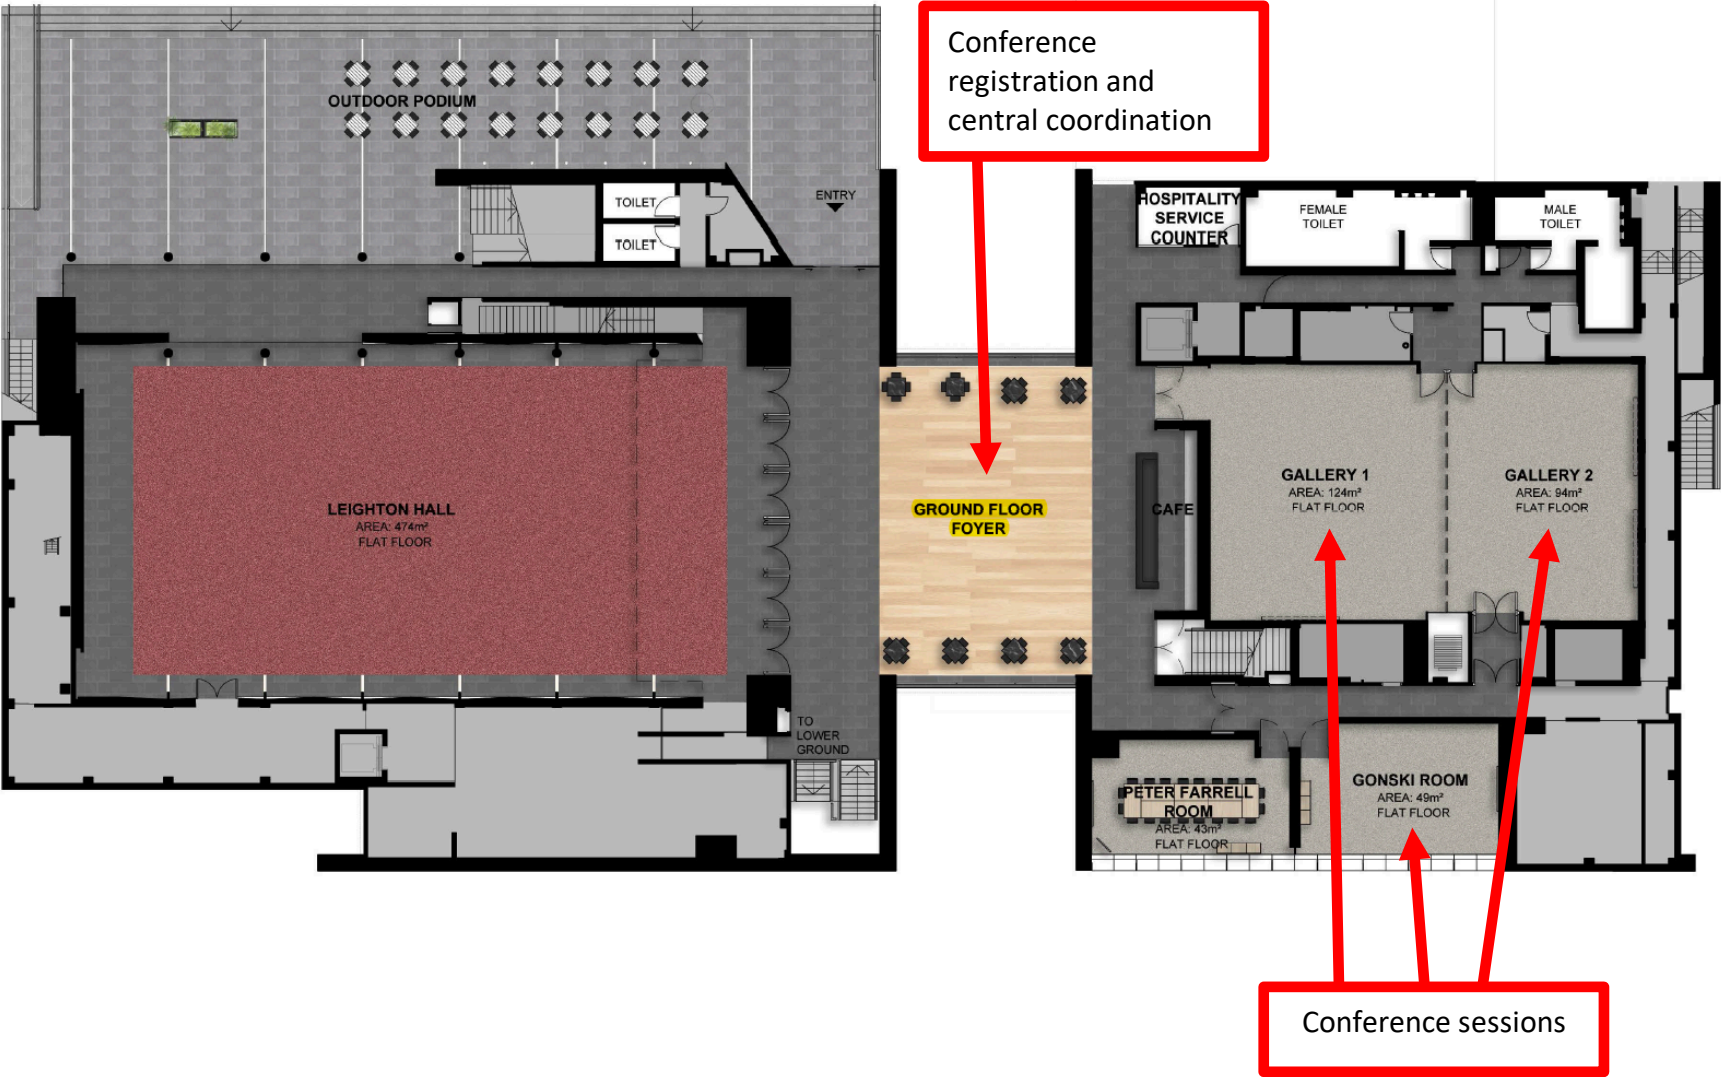 Conference
registration and
central coordination
OUTDOOR PODIUM
ENTRY
TOILET
TOILET
HOSPITALITY
SERVICE
COUNTER
FEMALE
TOILET
MALE
TOILET
LEIGHTON HALL
AREA: 474m²
FLAT FLOOR
GROUND FLOOR
FOYER
CAFE
GALLERY 1
AREA: 124m²
FLAT FLOOR
GALLERY 2
AREA: 94m²
FLAT FLOOR
TO
LOWER
GROUND
PETER FARRELL
ROOM
AREA: 43m²
FLAT FLOOR
GONSKI ROOM
AREA: 49m²
FLAT FLOOR
Conference sessions